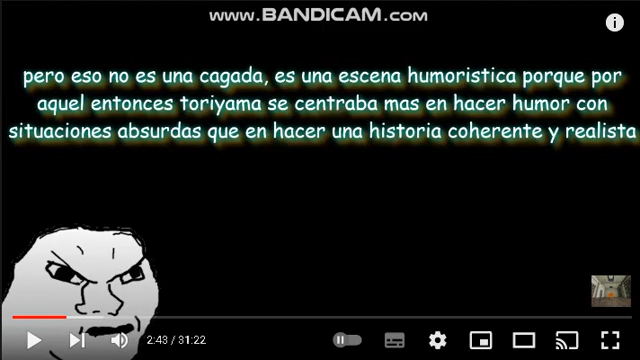 www.BANDICAM.com
pero eso no es una cagada, es una escena humoristica porque por
aquel entonces toriyama se centraba mas en hacer humor con
situaciones absurdas que en hacer una historia coherente y realista
2:43 / 31:22